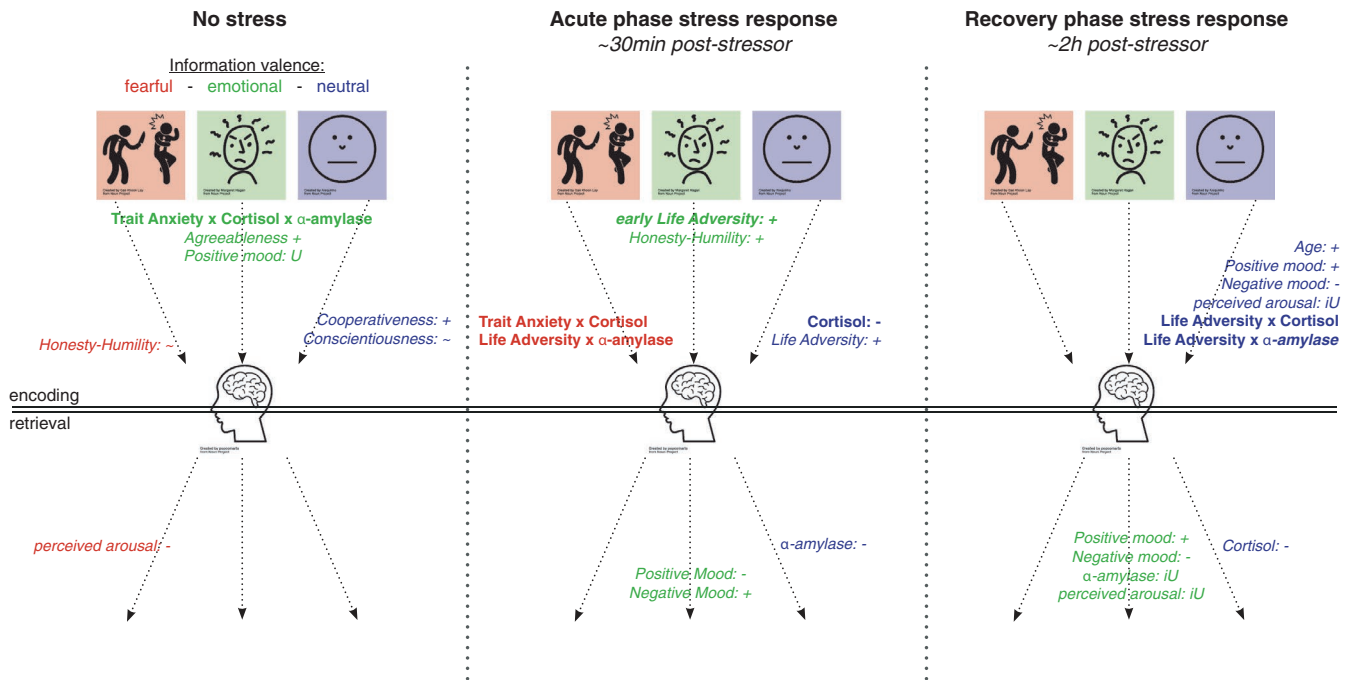 No stress
Acute phase stress response
~30min post-stressor
Recovery phase stress response
~2h post-stressor
Information valence:
fearful - emotional - neutral
Trait Anxiety x Cortisol x α-amylase
Agreeableness +
Positive mood: U
Honesty-Humility: ~
Cooperativeness: +
Conscientiousness: ~
early Life Adversity: +
Honesty-Humility: +
Trait Anxiety x Cortisol
Life Adversity x α-amylase
Cortisol: -
Life Adversity: +
Age: +
Positive mood: +
Negative mood: -
perceived arousal: iU
Life Adversity x Cortisol
Life Adversity x α-amylase
encoding
retrieval
perceived arousal: -
α-amylase: -
Positive Mood: -
Negative Mood: +
Positive mood: +
Negative mood: -
α-amylase: iU
perceived arousal: iU
Cortisol: -